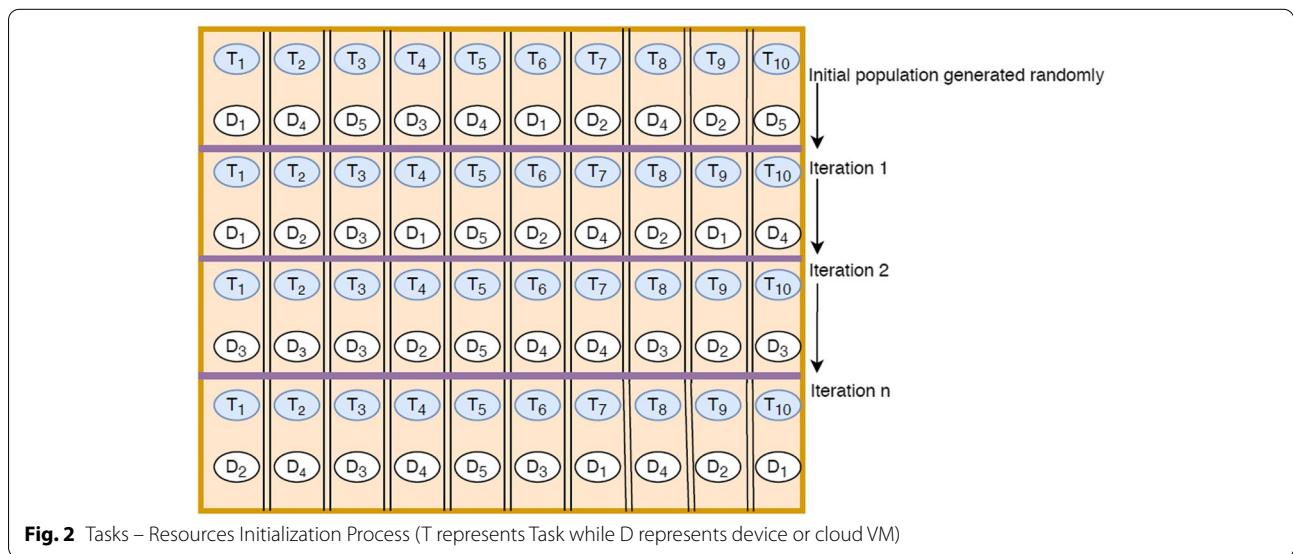 T1 T2 T3 T4 T5 T6 T7 T8 T9 T10
Initial population generated randomly
D1 D4 D5 D3 D4 D1 D2 D4 D2 D5
T1 T2 T3 T4 T5 T6 T7 T8 T9 T10
Iteration 1
D1 D2 D3 D1 D5 D2 D4 D2 D1 D4
Iteration 2
T1 T2 T3 T4 T5 T6 T7 T8 T9 T10
D3 D3 D3 D2 D5 D4 D4 D3 D2 D3
Iteration n
T1 T2 T3 T4 T5 T6 T7 T8 T9 T10
D2 D4 D3 D4 D5 D3 D1 D4 D2 D1
Fig. 2 Tasks – Resources Initialization Process (T represents Task while D represents device or cloud VM)